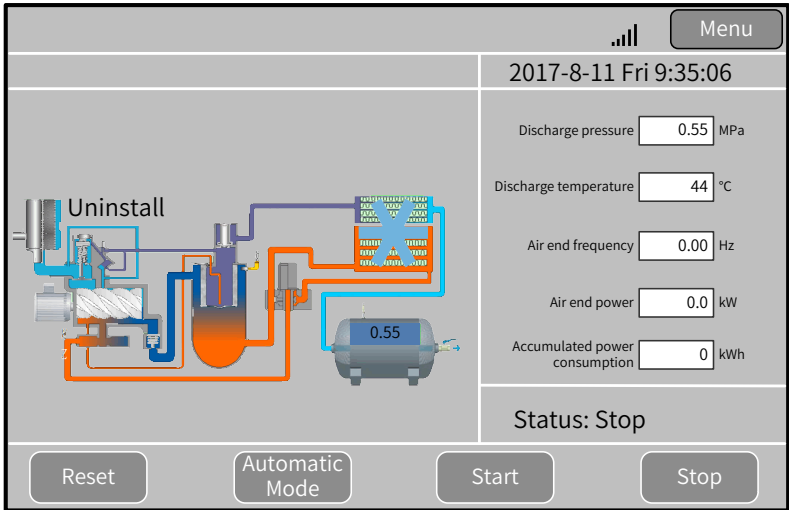 Menu
2017-8-11 Fri 9:35:06
Discharge pressure 0.55 MPa
Discharge temperature 44 °C
Uninstall
Air end frequency 0.00 Hz
Air end power 0.0 kW
0.55
Accumulated power
consumption 0 kWh
Status: Stop
Reset
Automatic
Mode
Start
Stop